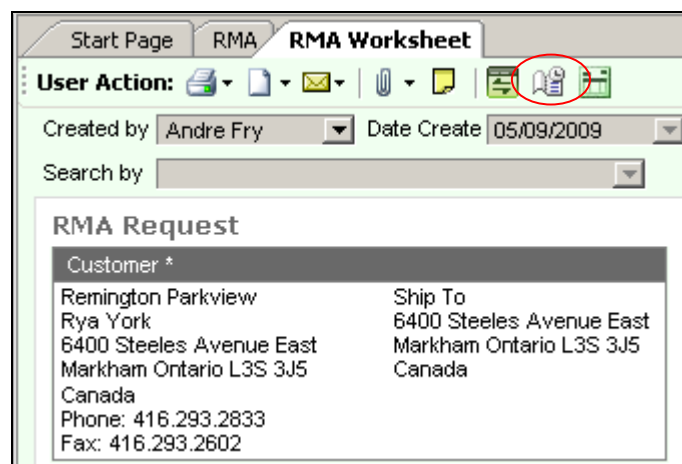 Start Page RMA RMA Worksheet
User Action:
Created by Andre Fry Date Create 05/09/2009
Search by
RMA Request
Customer *
Remington Parkview Ship To
Rya York 6400 Steeles Avenue East
6400 Steeles Avenue East Markham Ontario L3S 3J5
Markham Ontario L3S 3J5 Canada
Canada
Phone: 416.293.2833
Fax: 416.293.2602